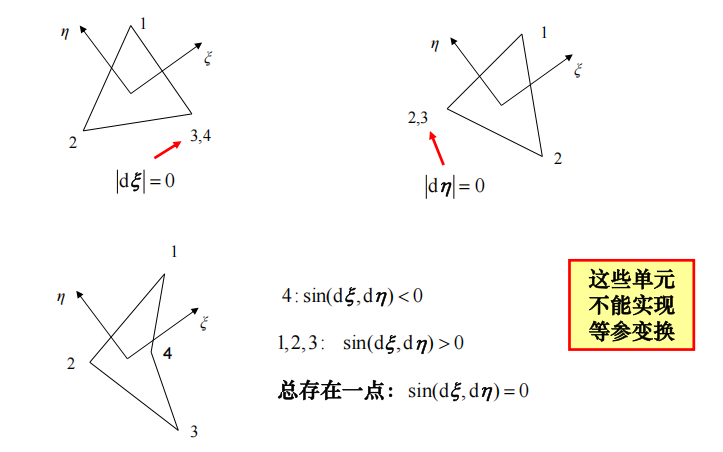 η
1
ξ
2
3,4
|dξ|=0
η
1
ξ
2,3
2
|dη|=0
η
1
ξ
2
4
3
4:sin(dξ,dη)<0
1,2,3: sin(dξ,dη)>0
总存在一点：sin(dξ,dη)=0
这些单元
不能实现
等参变换